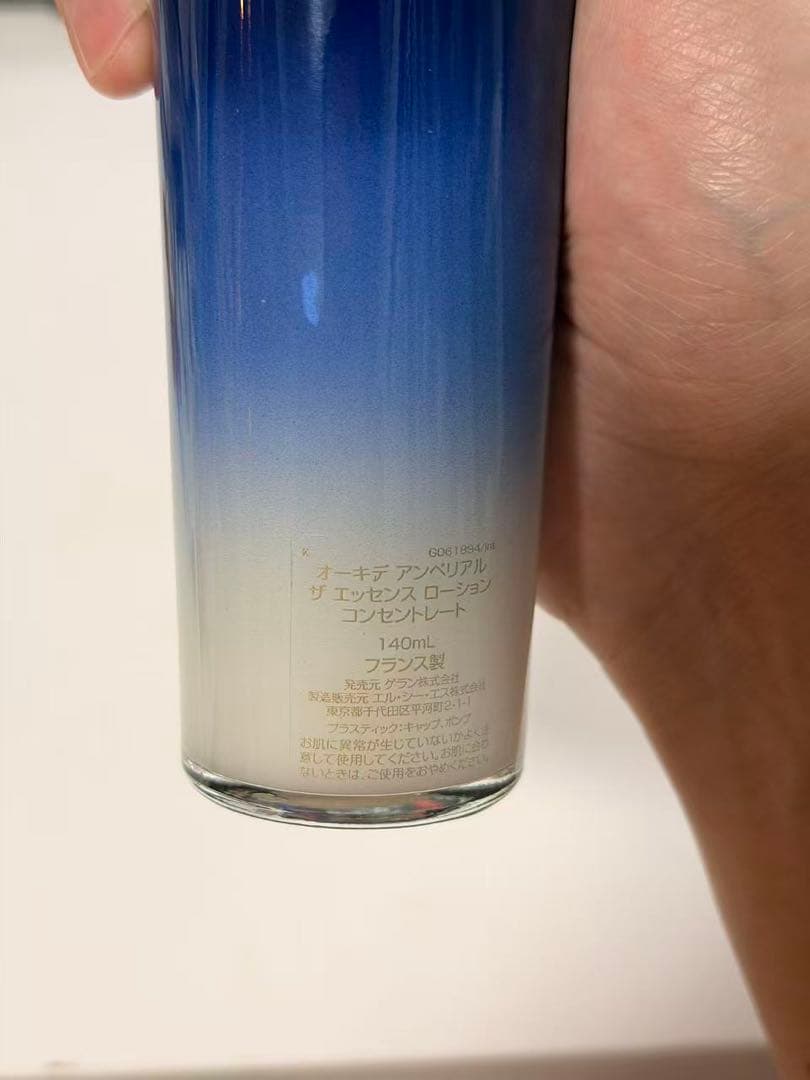 K G061894/int
オーキデ アンペリアル
ザ エッセンス ローション
コンセントレート
140mL
フランス製
発売元 ゲラン株式会社
製造販売元 エル・シー・エス株式会社
東京都千代田区平河町2-1-1
プラスティック:キャップ、ポンプ
お肌に異常が生じていないかよく注
意して使用してください。お肌に合わ
ないときは、ご使用をおやめください。